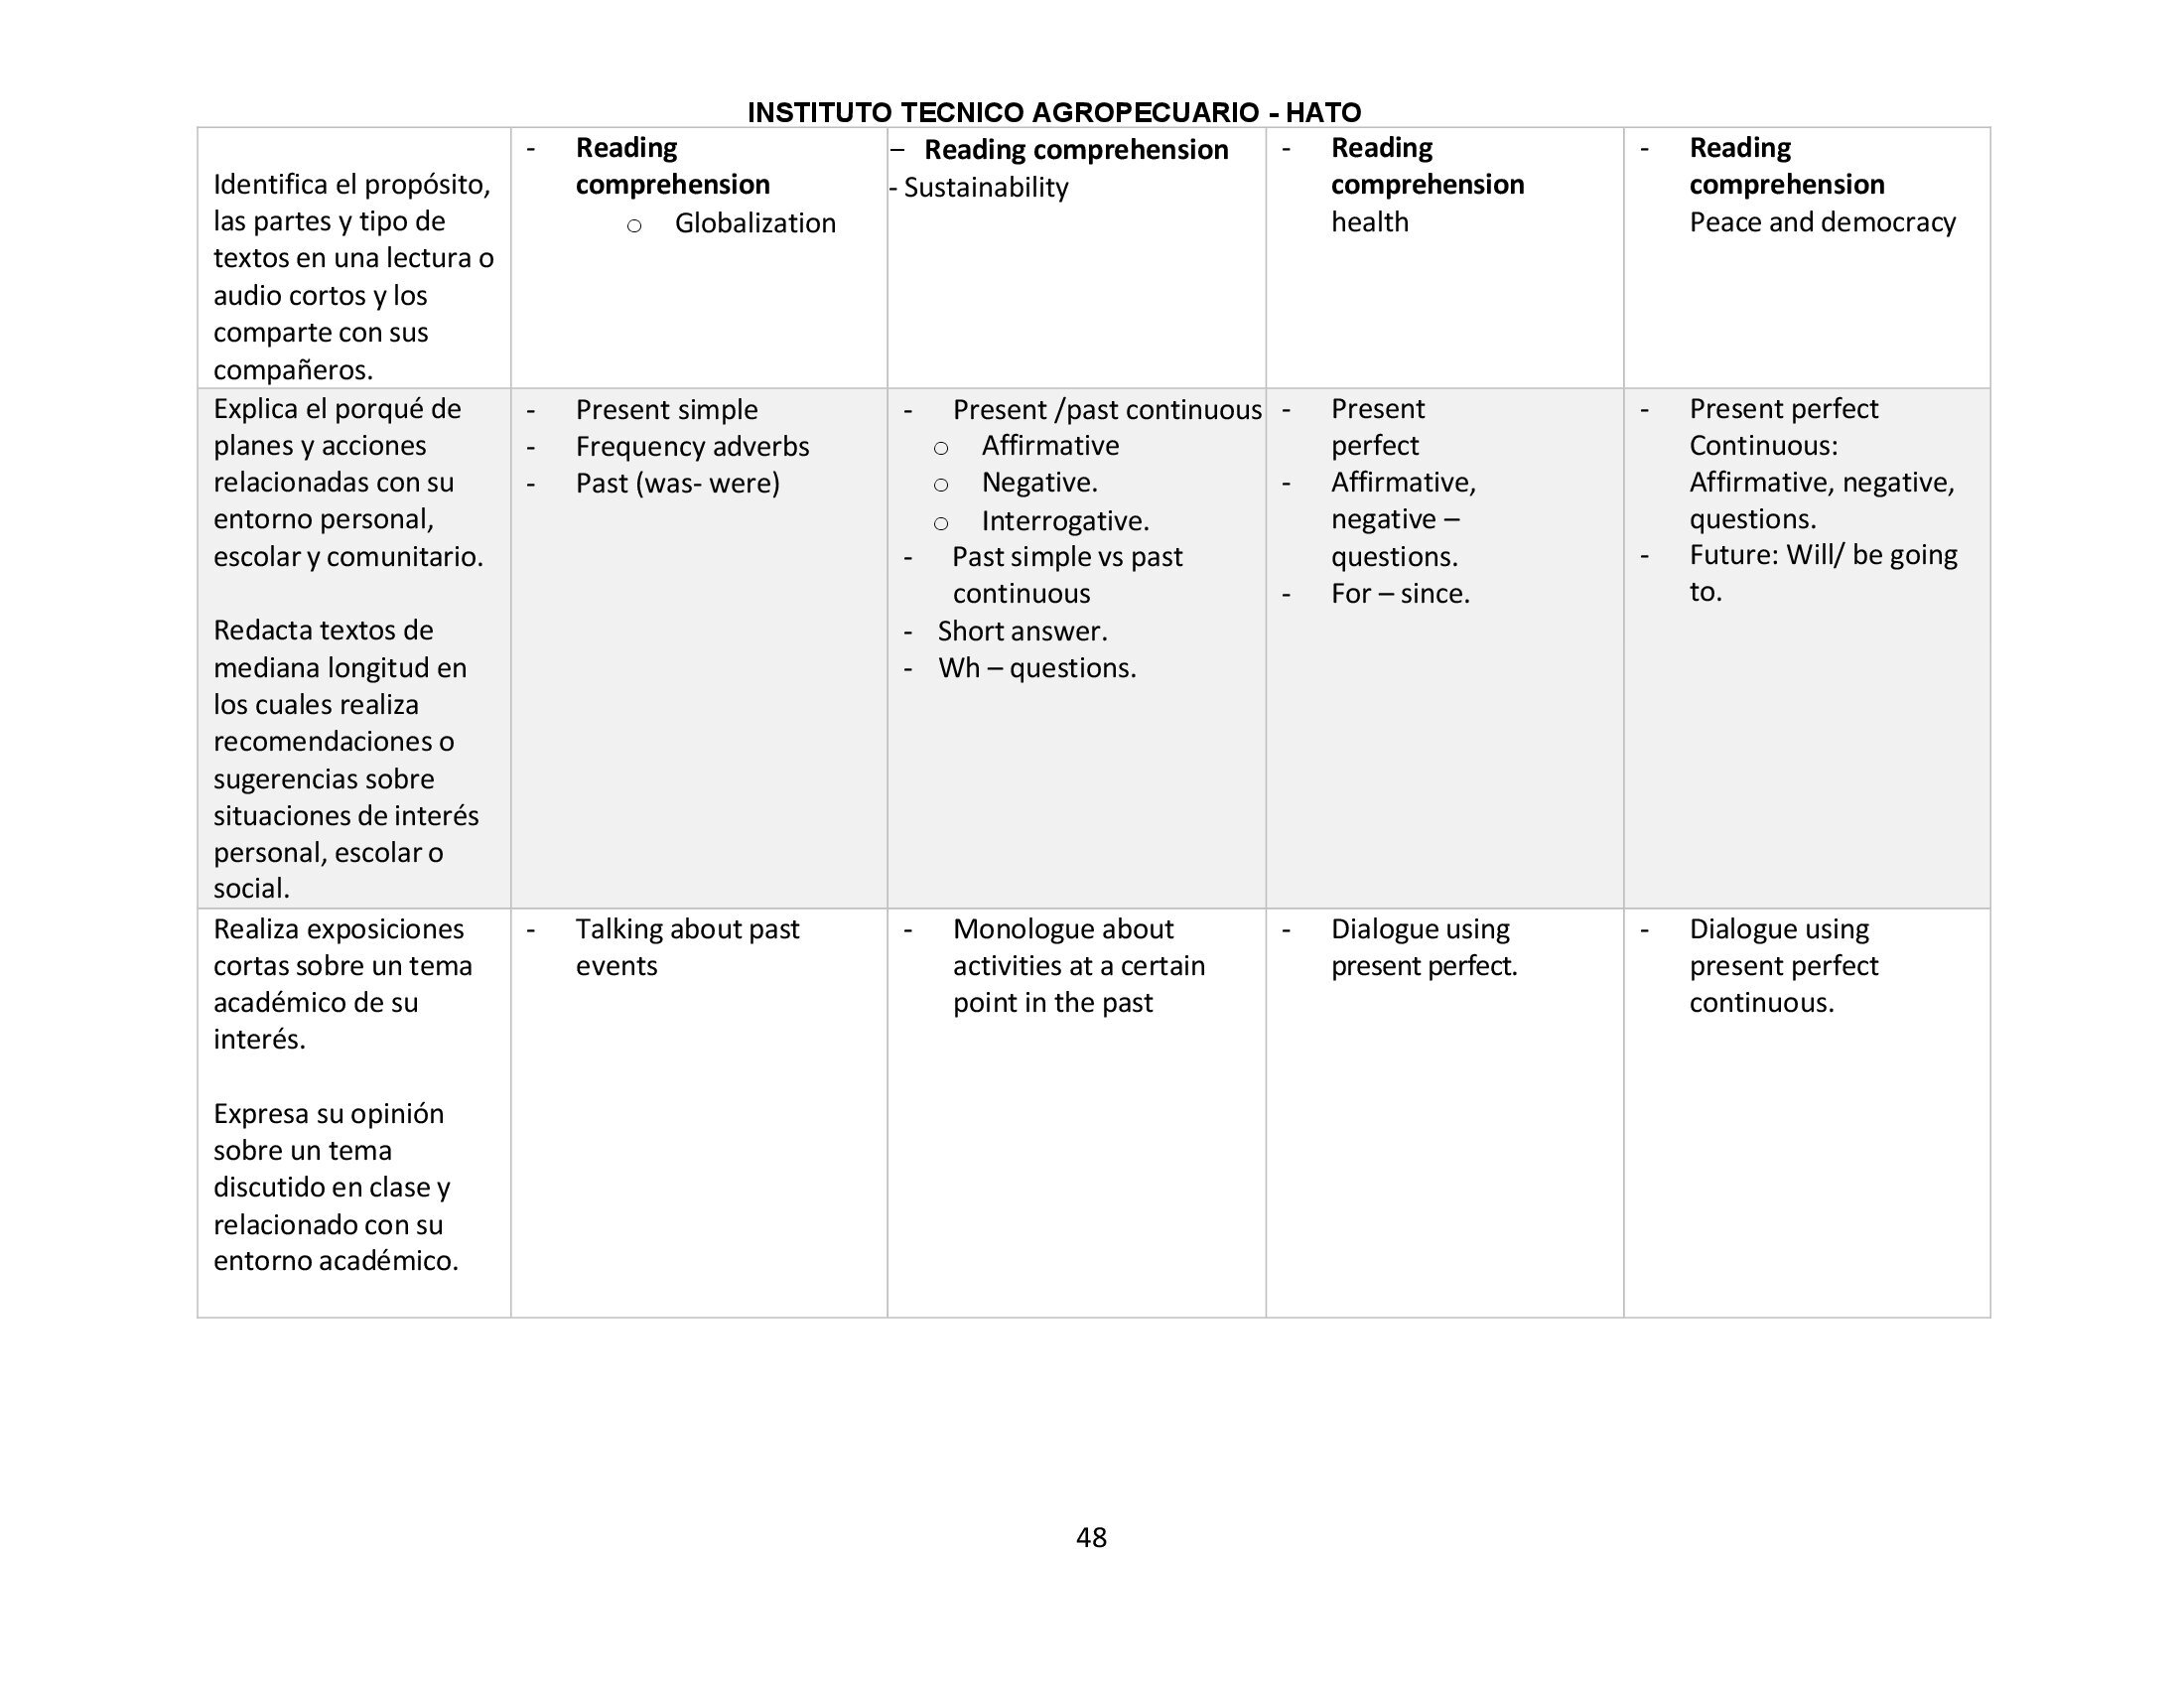 INSTITUTO TECNICO AGROPECUARIO - HATO
Identifica el propósito,
las partes y tipo de
textos en una lectura o
audio cortos y los
comparte con sus
compañeros.
- Reading
comprehension
o Globalization
– Reading comprehension
- Sustainability
- Reading
comprehension
health
- Reading
comprehension
Peace and democracy
Explica el porqué de
planes y acciones
relacionadas con su
entorno personal,
escolar y comunitario.
Redacta textos de
mediana longitud en
los cuales realiza
recomendaciones o
sugerencias sobre
situaciones de interés
personal, escolar o
social.
- Present simple
- Frequency adverbs
- Past (was- were)
- Present /past continuous
o Affirmative
o Negative.
o Interrogative.
- Past simple vs past
continuous
- Short answer.
- Wh – questions.
- Present
perfect
- Affirmative,
negative –
questions.
- For – since.
- Present perfect
Continuous:
Affirmative, negative,
questions.
- Future: Will/ be going
to.
Realiza exposiciones
cortas sobre un tema
académico de su
interés.
Expresa su opinión
sobre un tema
discutido en clase y
relacionado con su
entorno académico.
- Talking about past
events
- Monologue about
activities at a certain
point in the past
- Dialogue using
present perfect.
- Dialogue using
present perfect
continuous.
48